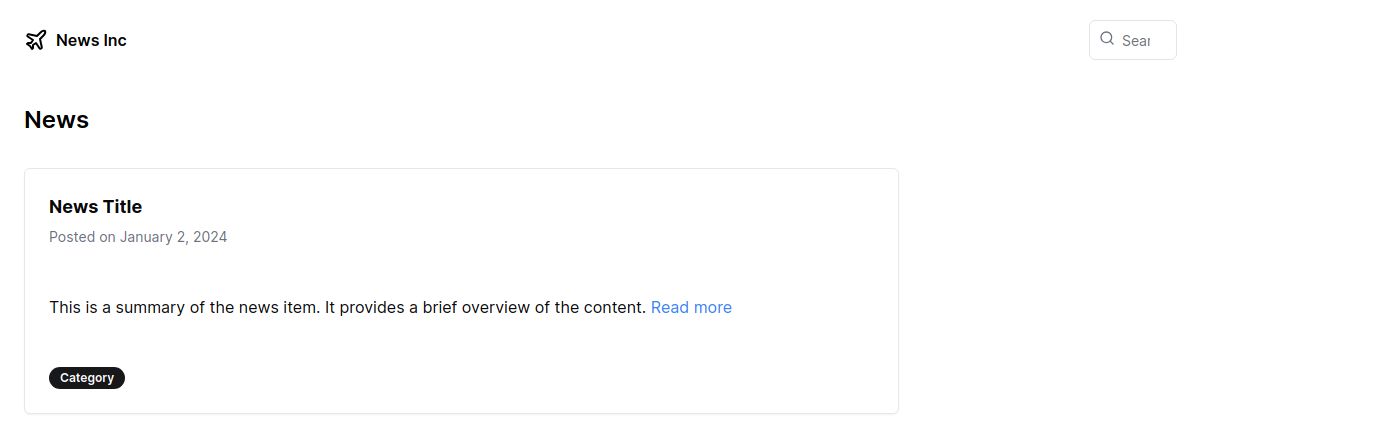 News Inc
Sear
News
News Title
Posted on January 2, 2024
This is a summary of the news item. It provides a brief overview of the content. Read more
Category